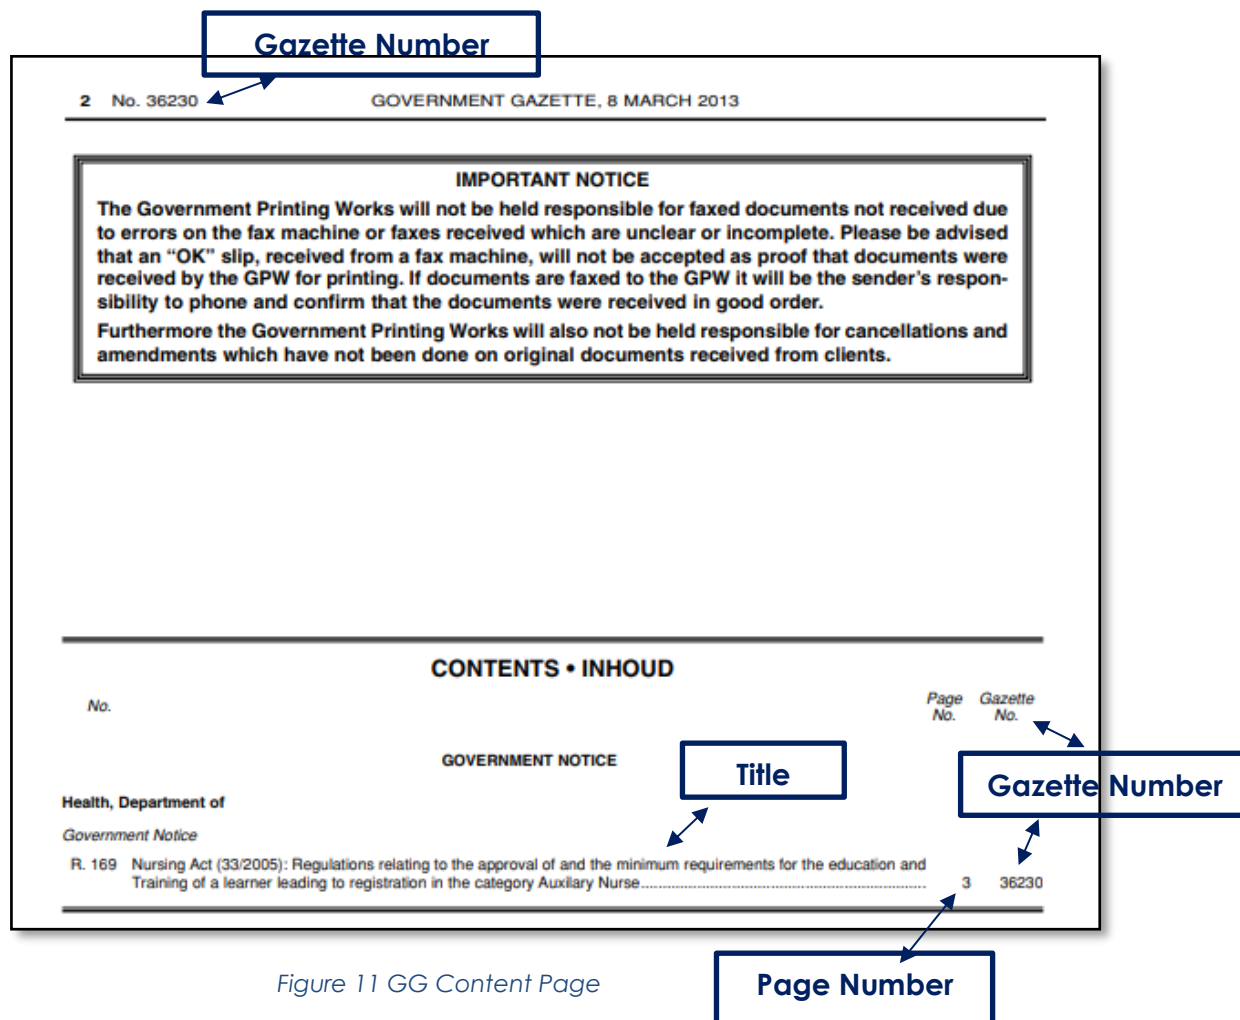 Gazette Number
2 No. 36230 GOVERNMENT GAZETTE, 8 MARCH 2013
IMPORTANT NOTICE
The Government Printing Works will not be held responsible for faxed documents not received due
to errors on the fax machine or faxes received which are unclear or incomplete. Please be advised
that an “OK” slip, received from a fax machine, will not be accepted as proof that documents were
received by the GPW for printing. If documents are faxed to the GPW it will be the sender’s respon-
sibility to phone and confirm that the documents were received in good order.
Furthermore the Government Printing Works will also not be held responsible for cancellations and
amendments which have not been done on original documents received from clients.
CONTENTS • INHOUD
No. Page No. Gazette No.
GOVERNMENT NOTICE
Title
Gazette Number
Health, Department of
Government Notice
R. 169 Nursing Act (33/2005): Regulations relating to the approval of and the minimum requirements for the education and
Training of a learner leading to registration in the category Auxilary Nurse.................................................................................. 3 36230
Page Number
Figure 11 GG Content Page